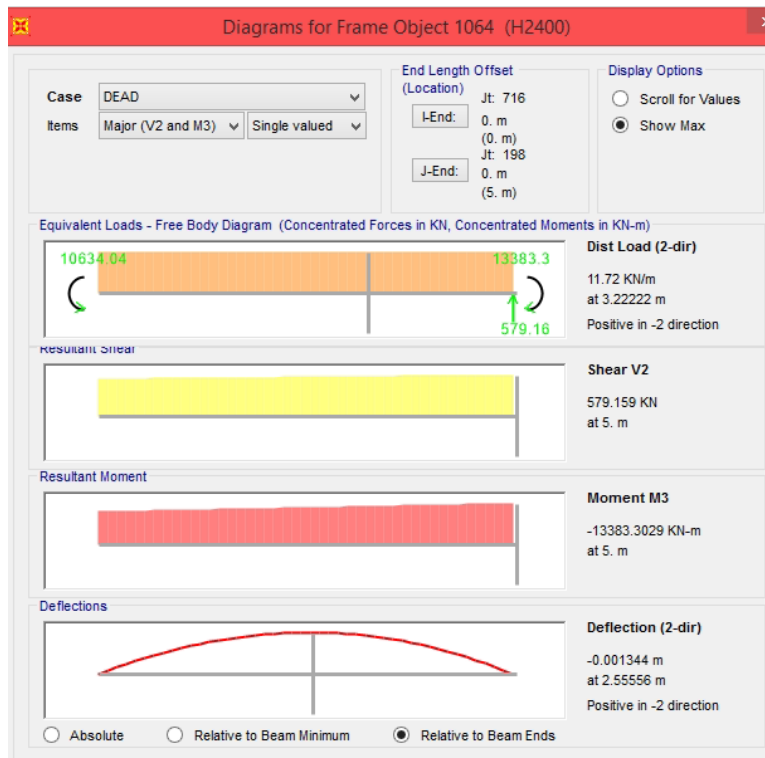 Diagrams for Frame Object 1064 (H2400)
Case DEAD
Items Major (V2 and M3) Single valued
End Length Offset
(Location)
Jt: 716
I-End: 0. m
(0. m)
Jt: 198
J-End: 0. m
(5. m)
Display Options
Scroll for Values
Show Max
Equivalent Loads - Free Body Diagram (Concentrated Forces in KN, Concentrated Moments in KN-m)
10634.04
13383.3
579.16
Dist Load (2-dir)
11.72 KN/m
at 3.22222 m
Positive in -2 direction
Resultant Shear
Shear V2
579.159 KN
at 5. m
Resultant Moment
Moment M3
-13383.3029 KN-m
at 5. m
Deflections
Deflection (2-dir)
-0.001344 m
at 2.55556 m
Positive in -2 direction
Absolute Relative to Beam Minimum Relative to Beam Ends